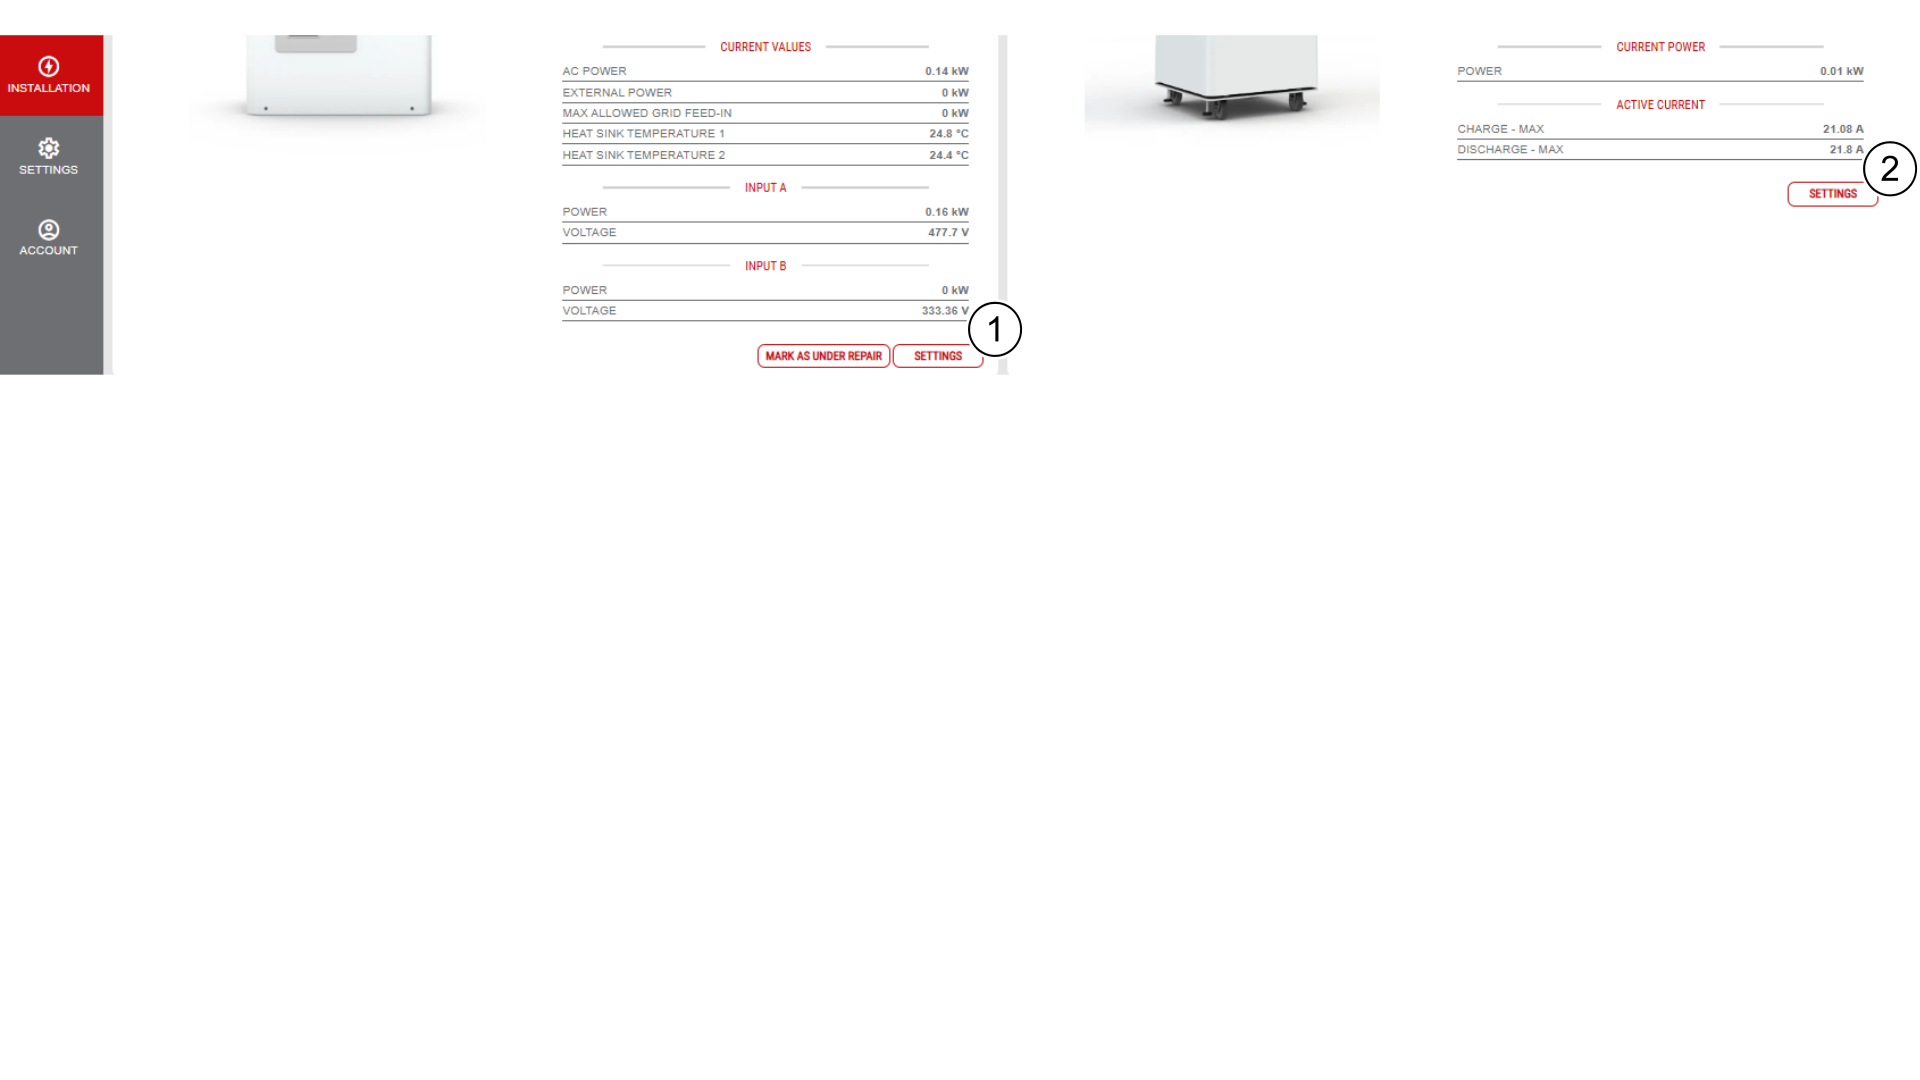 INSTALLATION
SETTINGS
ACCOUNT
CURRENT VALUES
AC POWER 0.14 kW
EXTERNAL POWER 0 kW
MAX ALLOWED GRID FEED-IN 0 kW
HEAT SINK TEMPERATURE 1 24.8 °C
HEAT SINK TEMPERATURE 2 24.4 °C
INPUT A
POWER 0.16 kW
VOLTAGE 477.7 V
INPUT B
POWER 0 kW
VOLTAGE 333.36 V
1
MARK AS UNDER REPAIR SETTINGS
CURRENT POWER
POWER 0.01 kW
ACTIVE CURRENT
CHARGE - MAX 21.08 A
DISCHARGE - MAX 21.8 A
2
SETTINGS